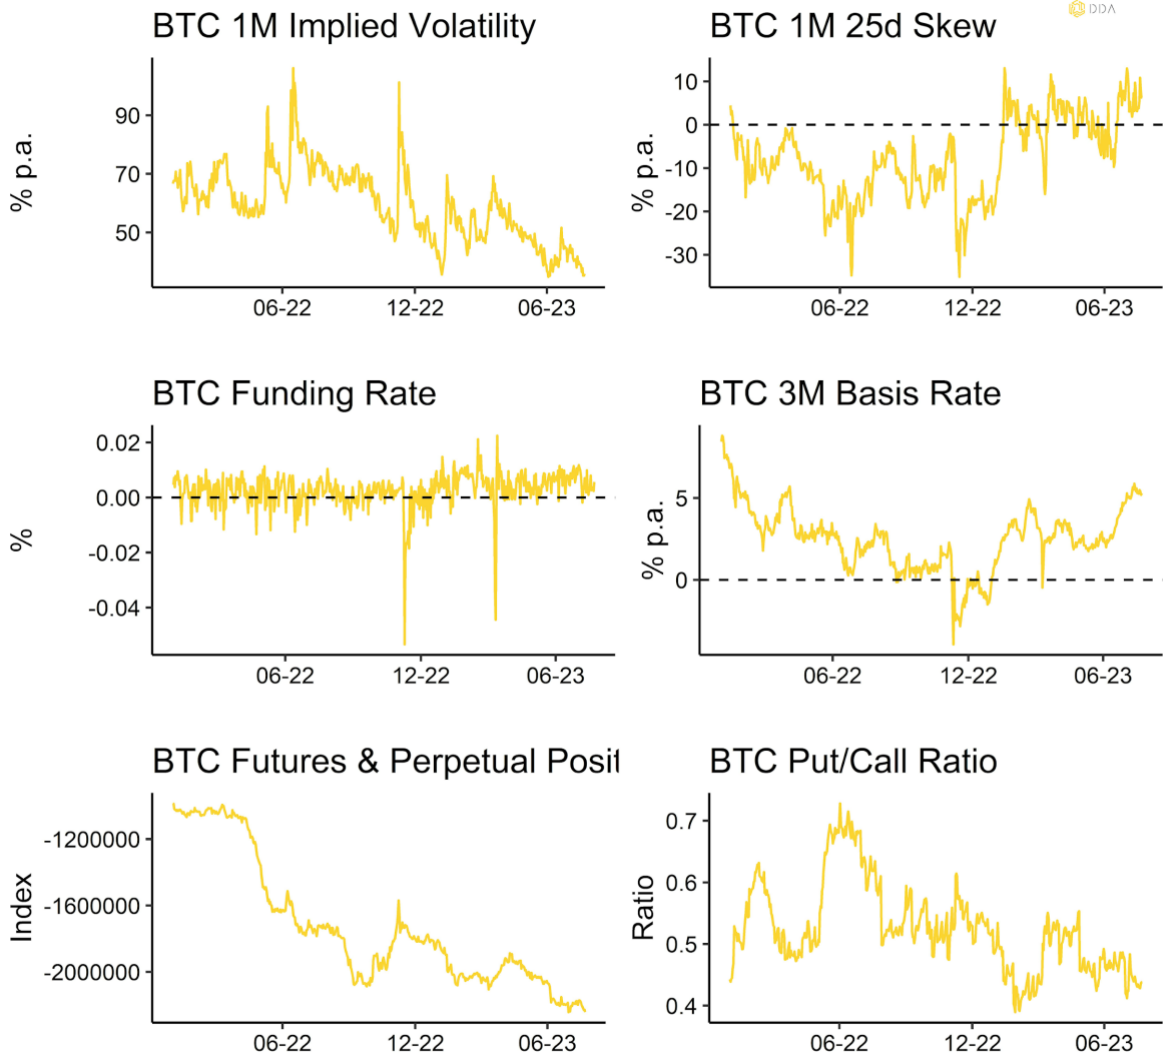 DDA
BTC 1M Implied Volatility
% p.a.
90
70
50
06-22 12-22 06-23
BTC 1M 25d Skew
% p.a.
10
0
-10
-20
-30
06-22 12-22 06-23
BTC Funding Rate
%
0.02
0.00
-0.02
-0.04
06-22 12-22 06-23
BTC 3M Basis Rate
% p.a.
5
0
06-22 12-22 06-23
BTC Futures & Perpetual Posit
Index
-1200000
-1600000
-2000000
06-22 12-22 06-23
BTC Put/Call Ratio
Ratio
0.7
0.6
0.5
0.4
06-22 12-22 06-23